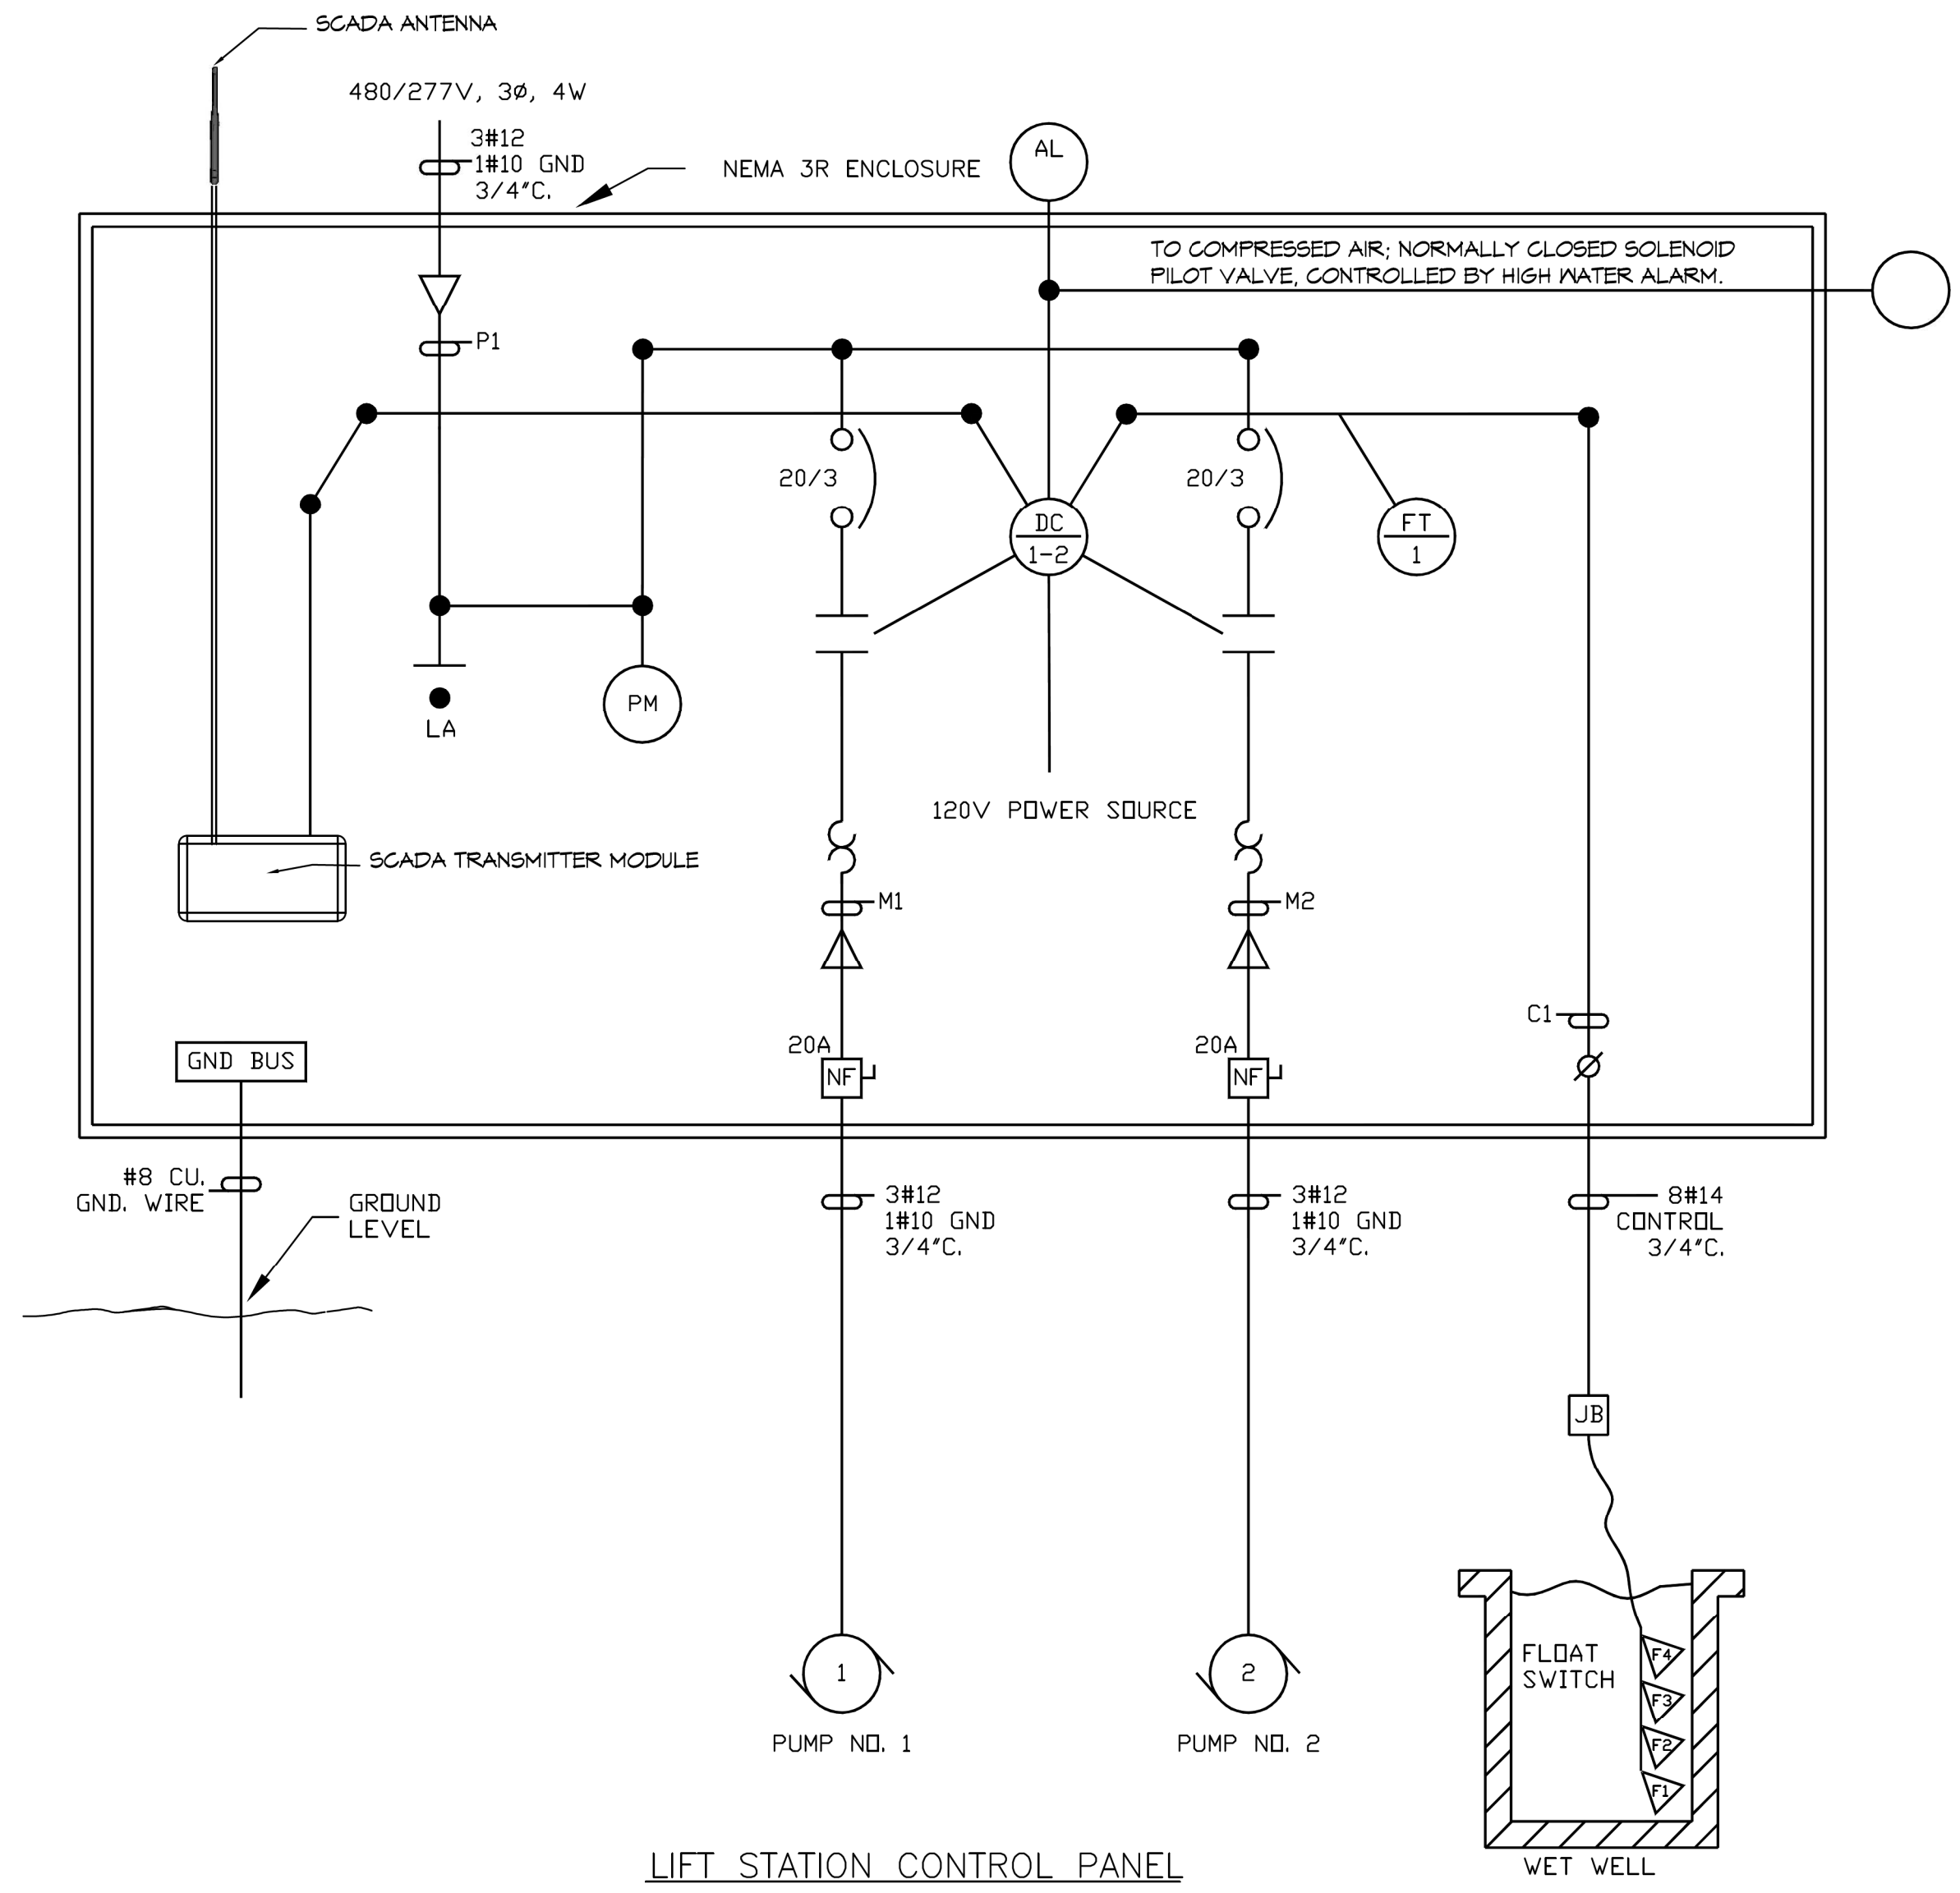 SCADA ANTENNA
480/277V, 3Ø, 4W
3#12
1#10 GND
3/4"C.
NEMA 3R ENCLOSURE
AL
TO COMPRESSED AIR; NORMALLY CLOSED SOLENOID
PILOT VALVE, CONTROLLED BY HIGH WATER ALARM.
P1
20/3
20/3
DC
1-2
FT
1
LA
PM
120V POWER SOURCE
SCADA TRANSMITTER MODULE
M1
M2
C1
GND BUS
20A
NF
20A
NF
#8 CU.
GND. WIRE
GROUND
LEVEL
3#12
1#10 GND
3/4"C.
3#12
1#10 GND
3/4"C.
8#14
CONTROL
3/4"C.
JB
FLOAT
SWITCH
F4
F3
F2
F1
1
2
PUMP NO. 1
PUMP NO. 2
WET WELL
LIFT STATION CONTROL PANEL